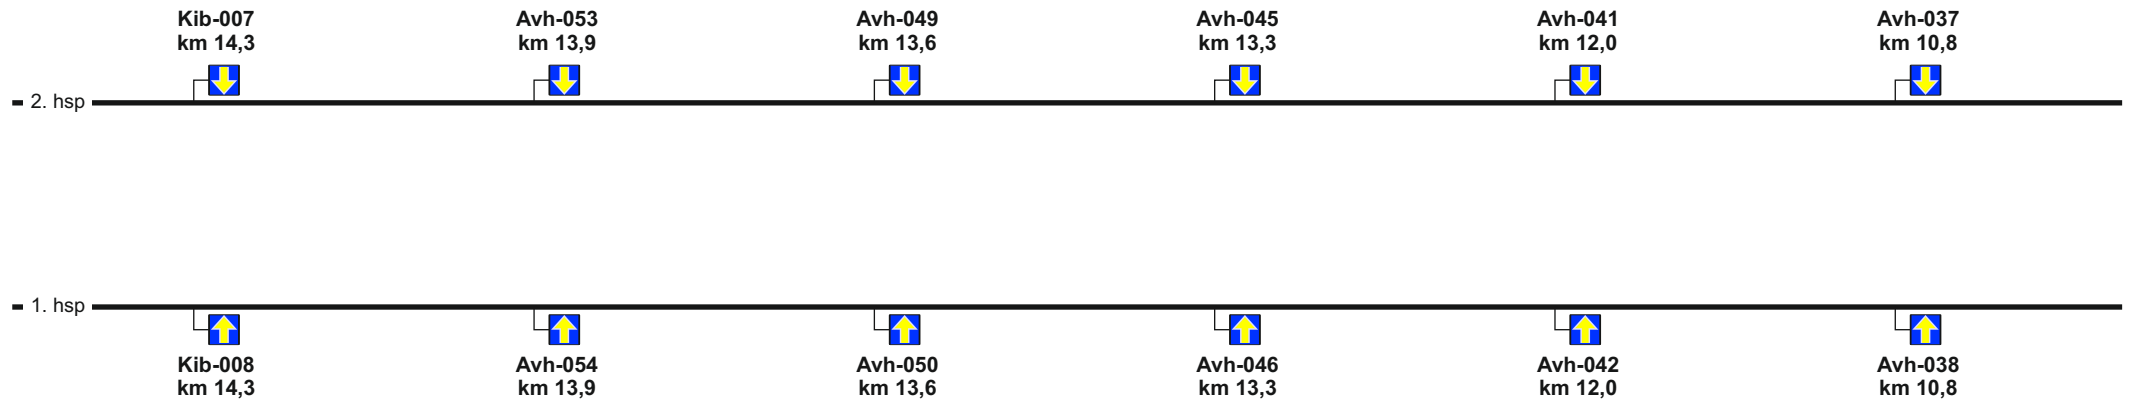 Kib-007
km 14,3
Avh-053
km 13,9
Avh-049
km 13,6
Avh-045
km 13,3
Avh-041
km 12,0
Avh-037
km 10,8
2. hsp
1. hsp
Kib-008
km 14,3
Avh-054
km 13,9
Avh-050
km 13,6
Avh-046
km 13,3
Avh-042
km 12,0
Avh-038
km 10,8